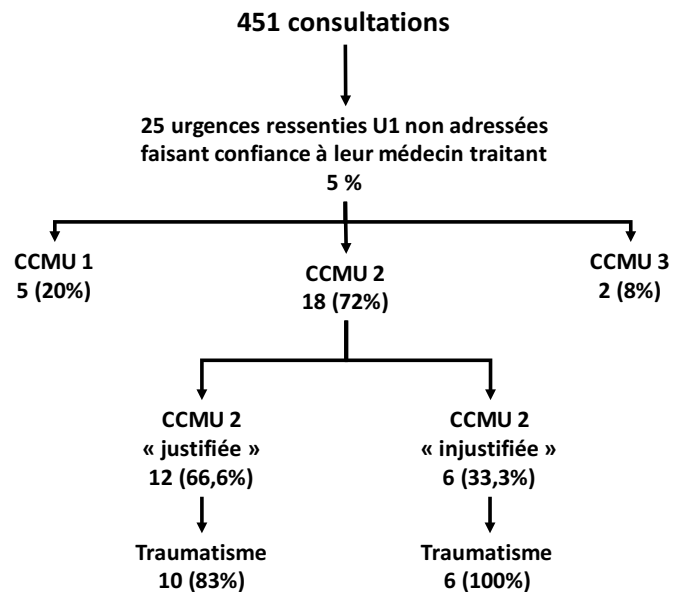 451 consultations
25 urgences ressenties U1 non adressées
faisant confiance à leur médecin traitant
5 %
CCMU 1
5 (20%)
CCMU 2
18 (72%)
CCMU 3
2 (8%)
CCMU 2
« justifiée »
12 (66,6%)
CCMU 2
« injustifiée »
6 (33,3%)
Traumatisme
10 (83%)
Traumatisme
6 (100%)